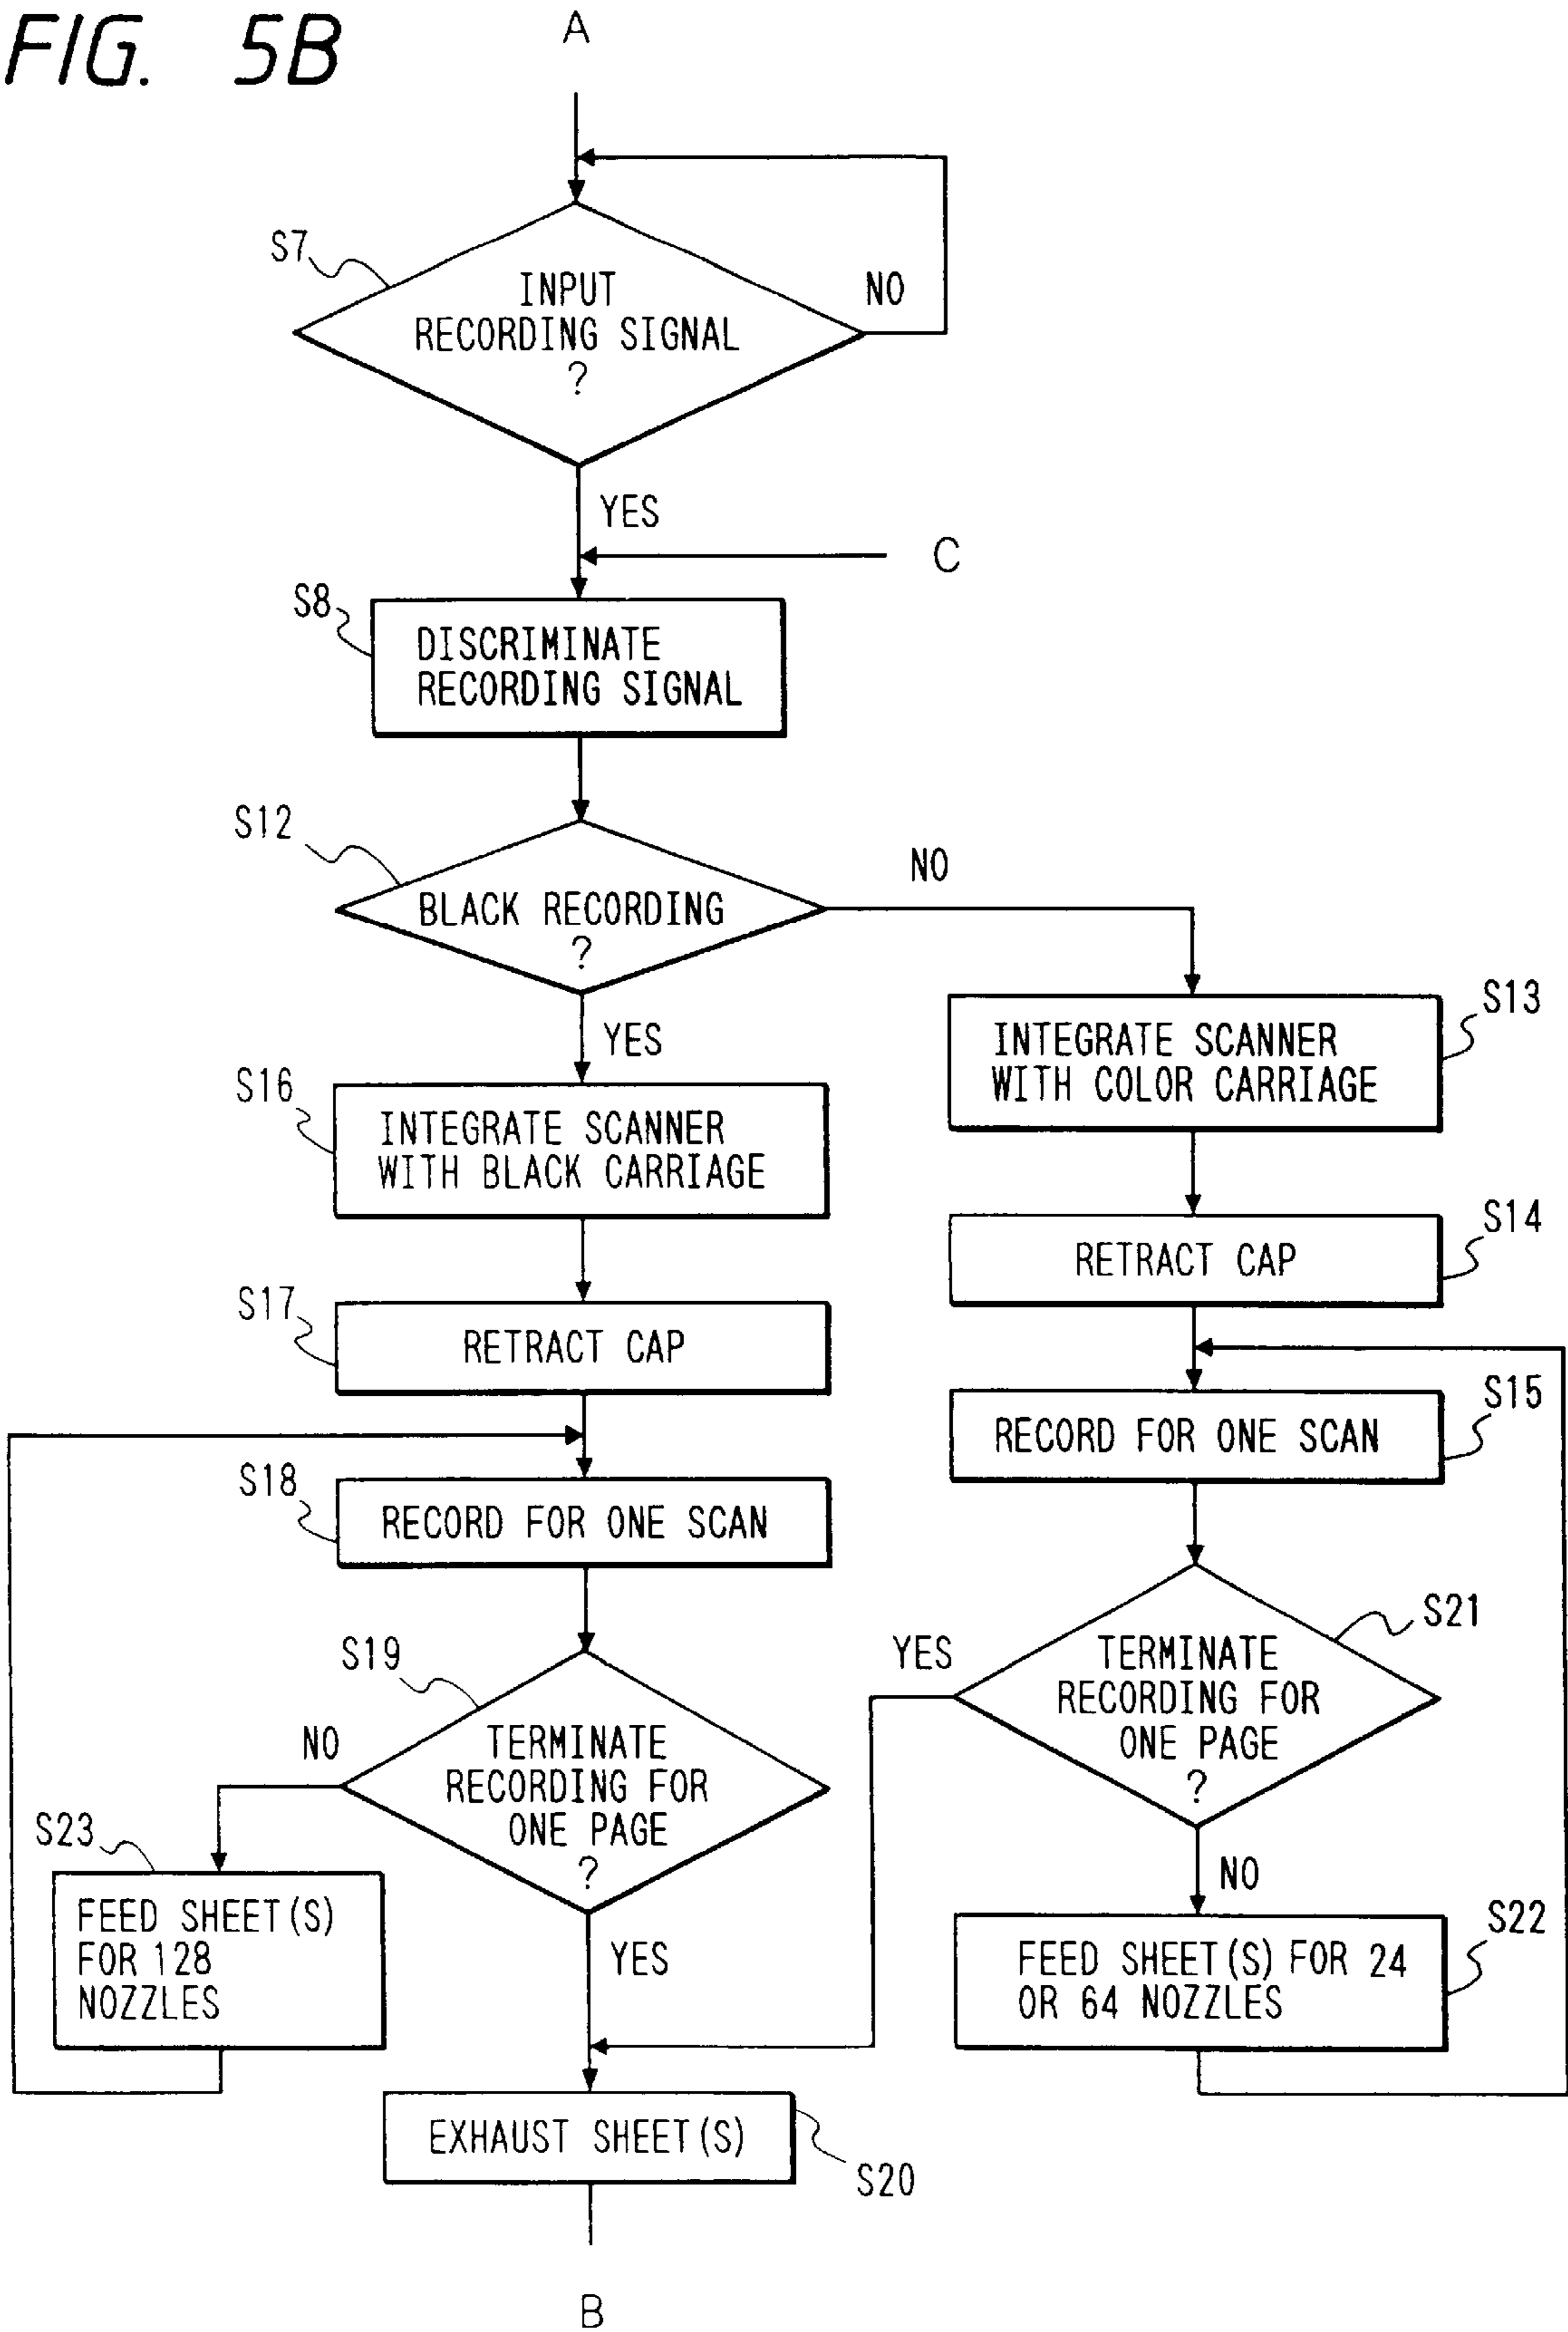 FIG. 5B
A
S7
INPUT
RECORDING SIGNAL
?
NO
YES
C
S8
DISCRIMINATE
RECORDING SIGNAL
S12
BLACK RECORDING
?
NO
YES
S13
INTEGRATE SCANNER
WITH COLOR CARRIAGE
S16
INTEGRATE SCANNER
WITH BLACK CARRIAGE
S14
RETRACT CAP
S17
RETRACT CAP
S15
RECORD FOR ONE SCAN
S18
RECORD FOR ONE SCAN
S21
TERMINATE
RECORDING FOR
ONE PAGE
?
YES
NO
S19
TERMINATE
RECORDING FOR
ONE PAGE
?
NO
YES
S23
FEED SHEET(S)
FOR 128
NOZZLES
S22
FEED SHEET(S) FOR 24
OR 64 NOZZLES
EXHAUST SHEET(S)
S20
B